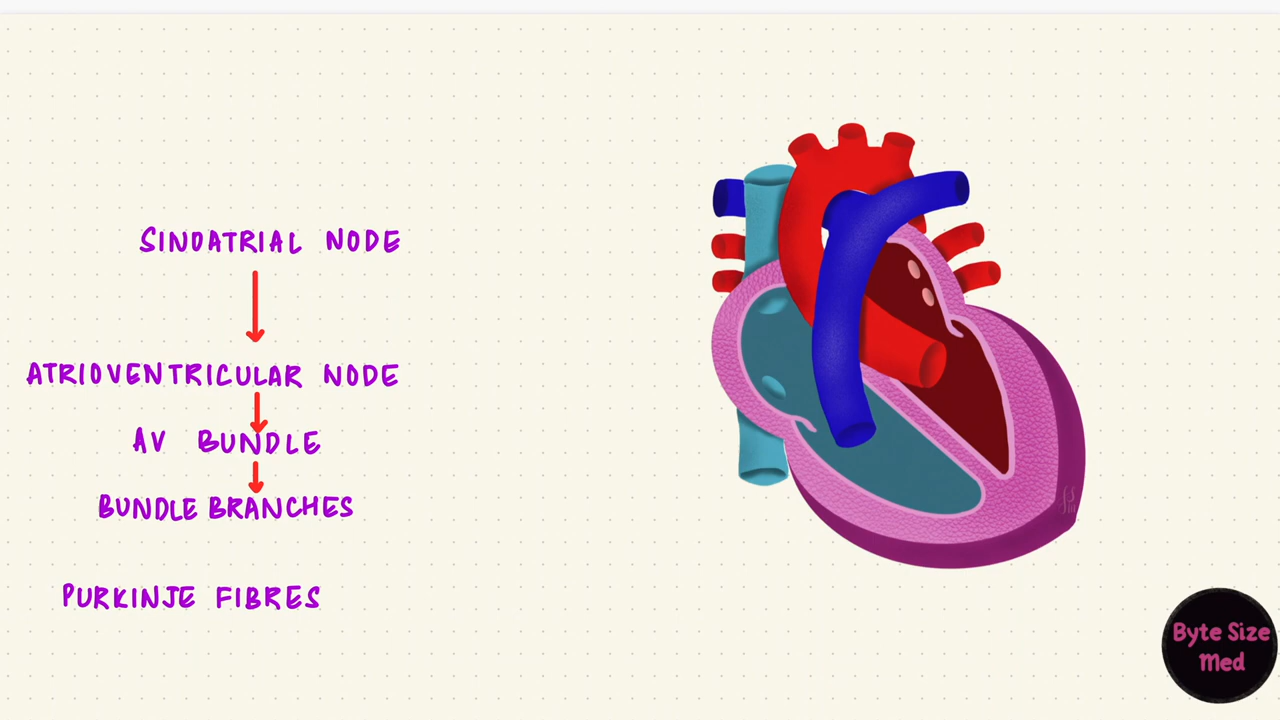 SINOATRIAL NODE
ATRIOVENTRICULAR NODE
AV BUNDLE
BUNDLE BRANCHES
PURKINJE FIBRES
Byte Size
Med